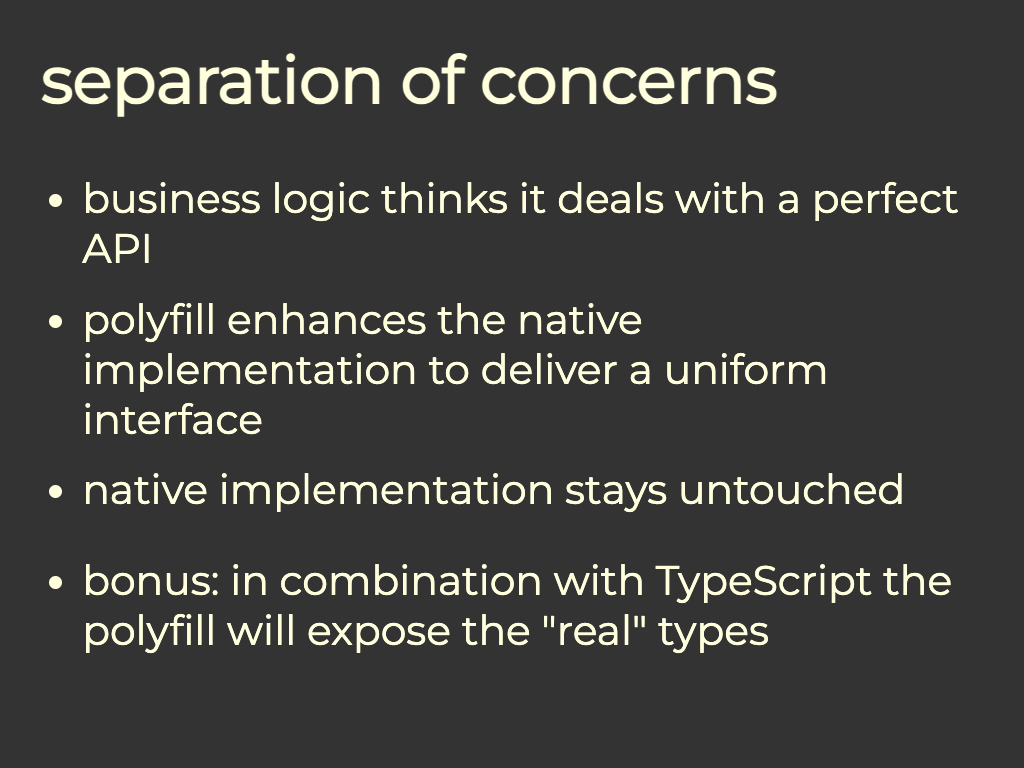 separation of concerns
• business logic thinks it deals with a perfect
API
• polyfill enhances the native
implementation to deliver a uniform
interface
• native implementation stays untouched
• bonus: in combination with TypeScript the
polyfill will expose the "real" types